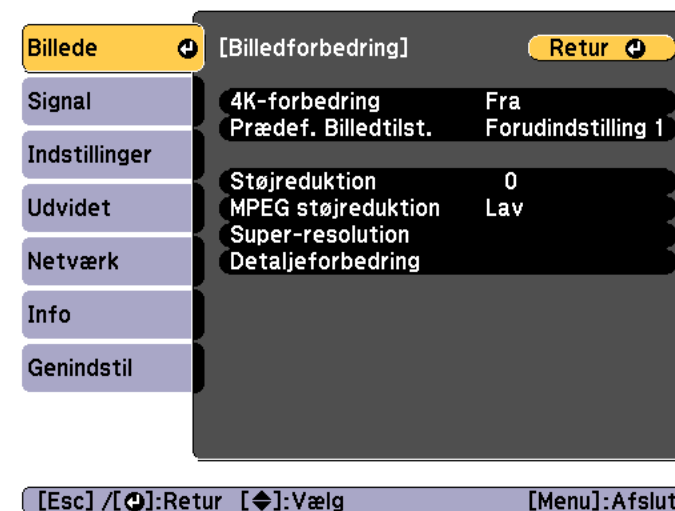 Billede
Signal
Indstillinger
Udvidet
Netværk
Info
Genindstil
[Billedforbedring] Retur
4K-forbedring Fra
Prædef. Billedtilst. Forudindstilling 1
Støjreduktion 0
MPEG støjreduktion Lav
Super-resolution
Detaljeforbedring
[Esc] /[ ]:Retur [ ]:Vælg [Menu]:Afslut